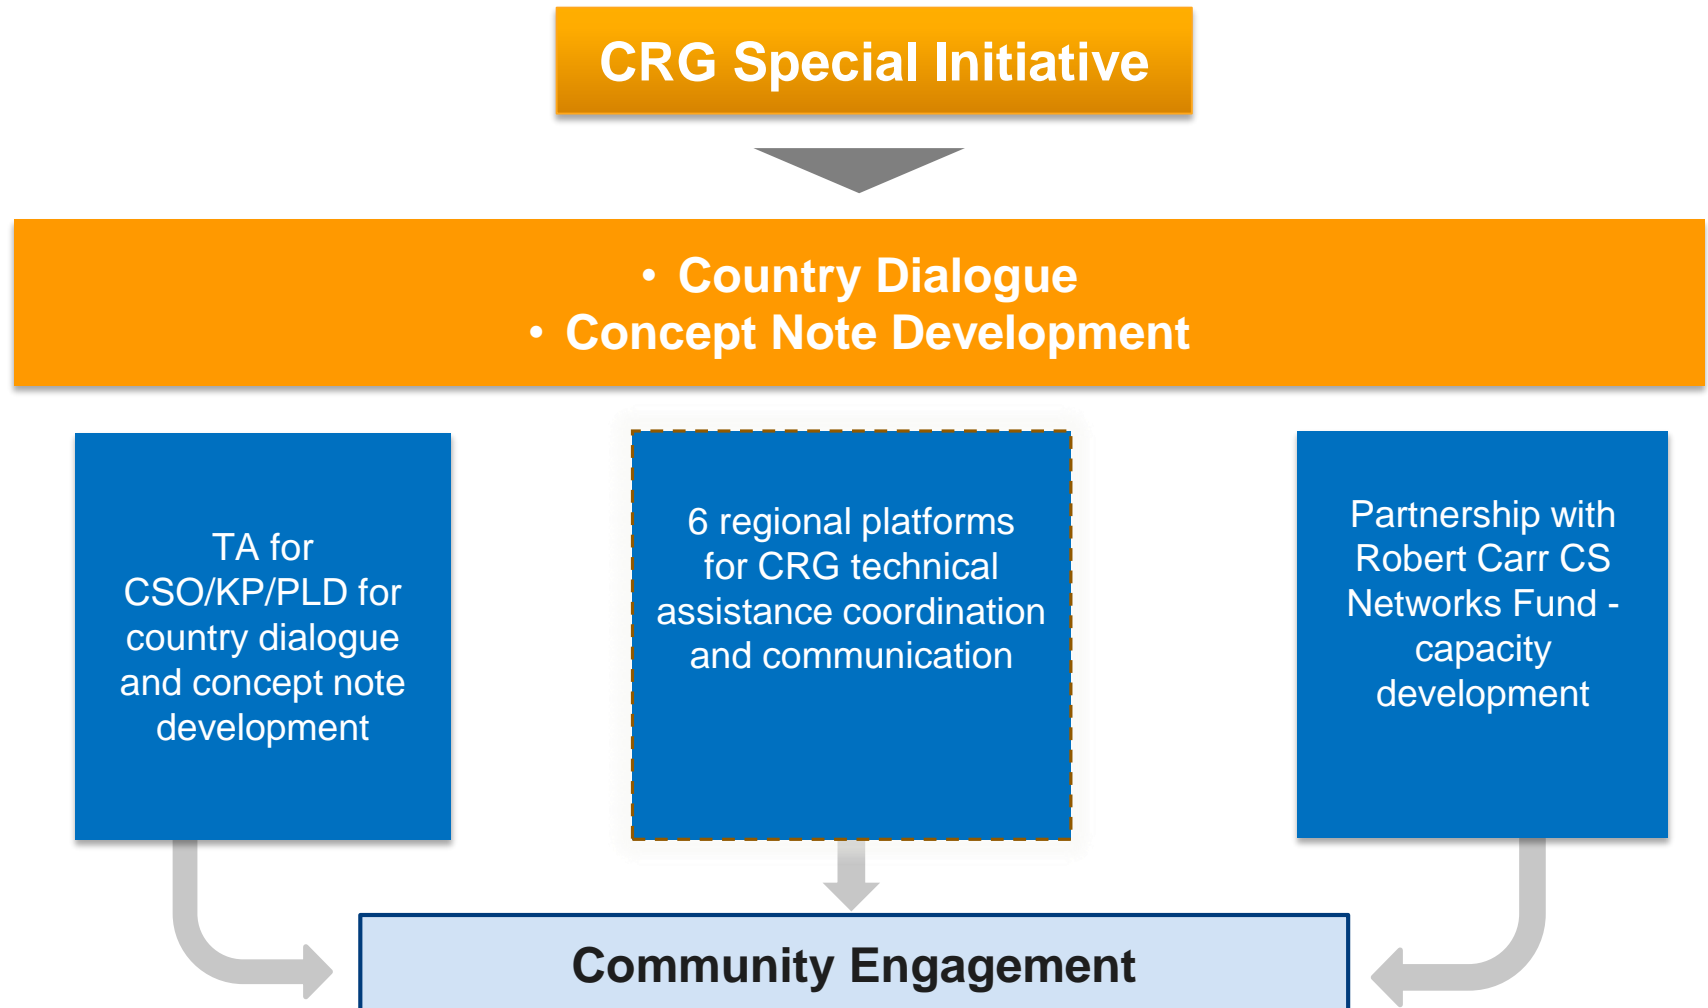 CRG Special Initiative
• Country Dialogue
• Concept Note Development
TA for
CSO/KP/PLD for
country dialogue
and concept note
development
6 regional platforms
for CRG technical
assistance coordination
and communication
Partnership with
Robert Carr CS
Networks Fund -
capacity
development
Community Engagement